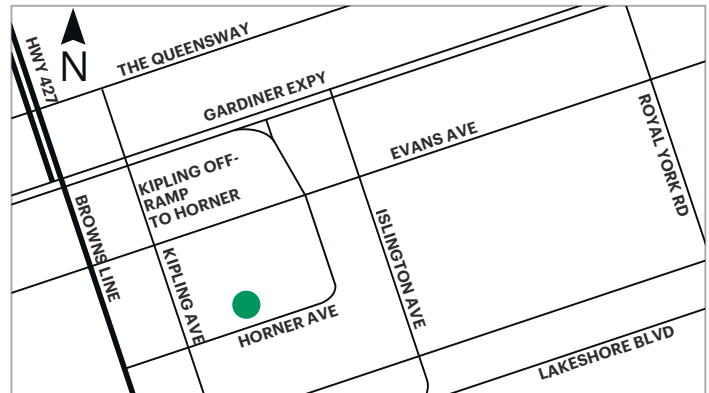 HWY 427
N
THE QUEENSWAY
GARDINER EXPY
EVANS AVE
ROYAL YORK RD
KIPLING OFF-
RAMP
TO HORNER
BROWNS LINE
KIPLING AVE
ISLINGTON AVE
HORNER AVE
LAKESHORE BLVD